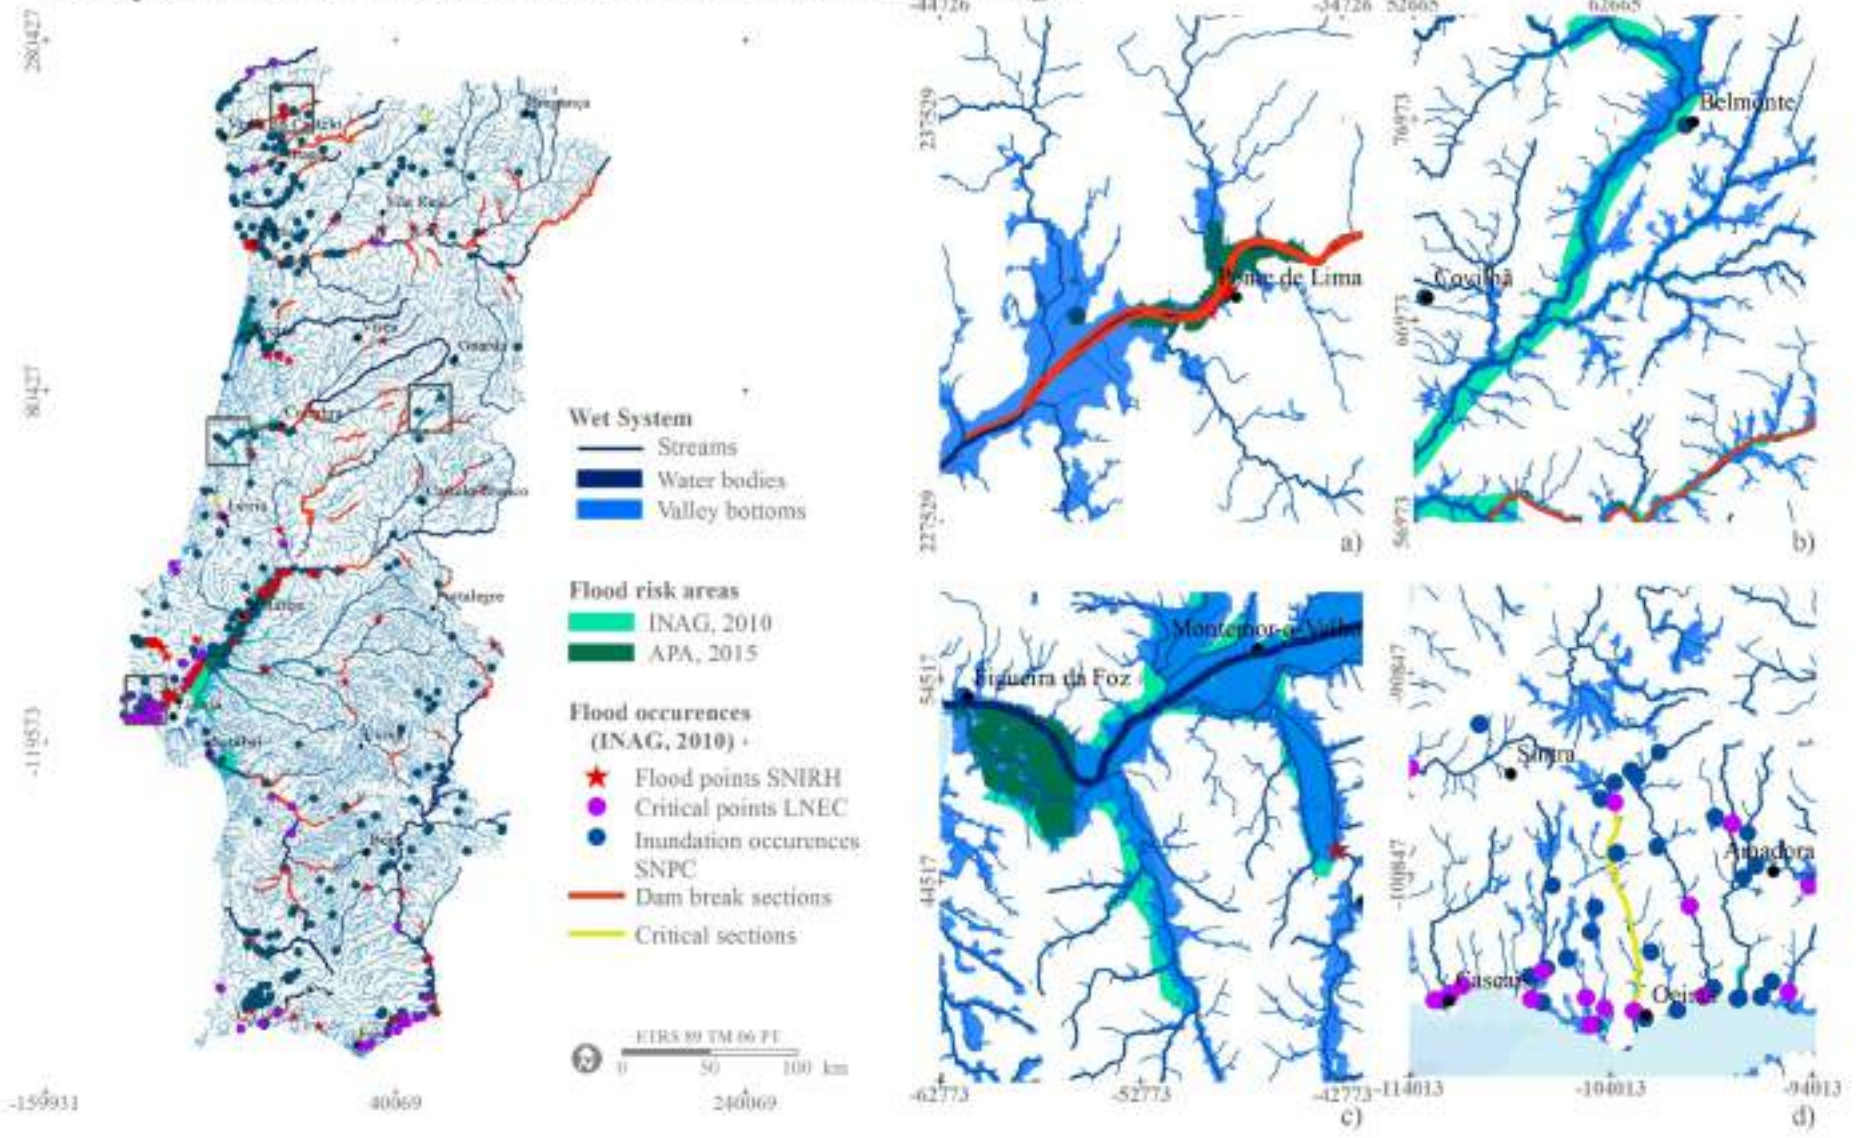 280427
80427
-119573
-159931
40069
240069
Bragança
Vila Real
Viseu
Guarda
Coimbra
Castelo Branco
Leiria
Portalegre
Setúbal
Évora
Beja
Wet System
Streams
Water bodies
Valley bottoms
Flood risk areas
INAG, 2010
APA, 2015
Flood occurences
(INAG, 2010)
Flood points SNIRH
Critical points LNEC
Inundation occurences
SNPC
Dam break sections
Critical sections
ETRS 89 TM 06 PT
0 50 100 km
-44726
-34726
237529
227529
Ponte de Lima
a)
52665
62665
76973
66973
56973
Belmonte
Covilhã
b)
54517
44517
Montemor-o-Velho
Figueira da Foz
-62773
-52773
-42773
c)
-90847
-100847
Sintra
Amadora
Cascais
Oeiras
-114013
-104013
-94013
d)